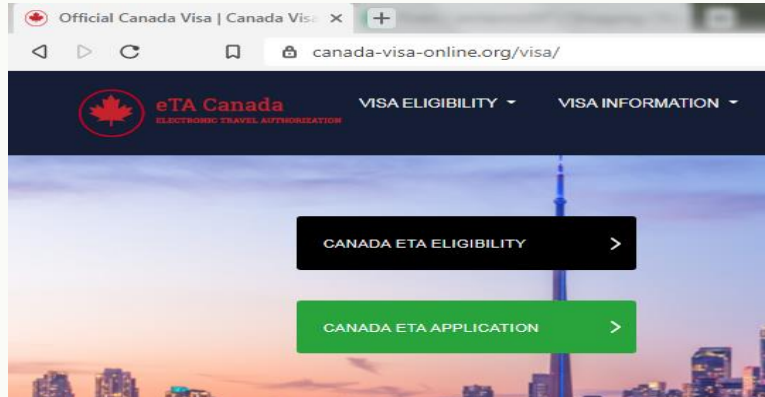 Official Canada Visa | Canada Vis
canada-visa-online.org/visa/
eTA Canada
ELECTRONIC TRAVEL AUTHORIZATION
VISA ELIGIBILITY
VISA INFORMATION
CANADA ETA ELIGIBILITY
CANADA ETA APPLICATION